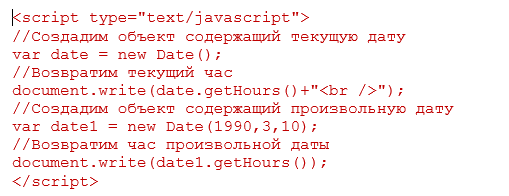 <script type="text/javascript">
//Создадим объект содержащий текущую дату
var date = new Date();
//Возвратим текущий час
document.write(date.getHours()+"<br />");
//Создадим объект содержащий произвольную дату
var date1 = new Date(1990,3,10);
//Возвратим час произвольной даты
document.write(date1.getHours());
</script>